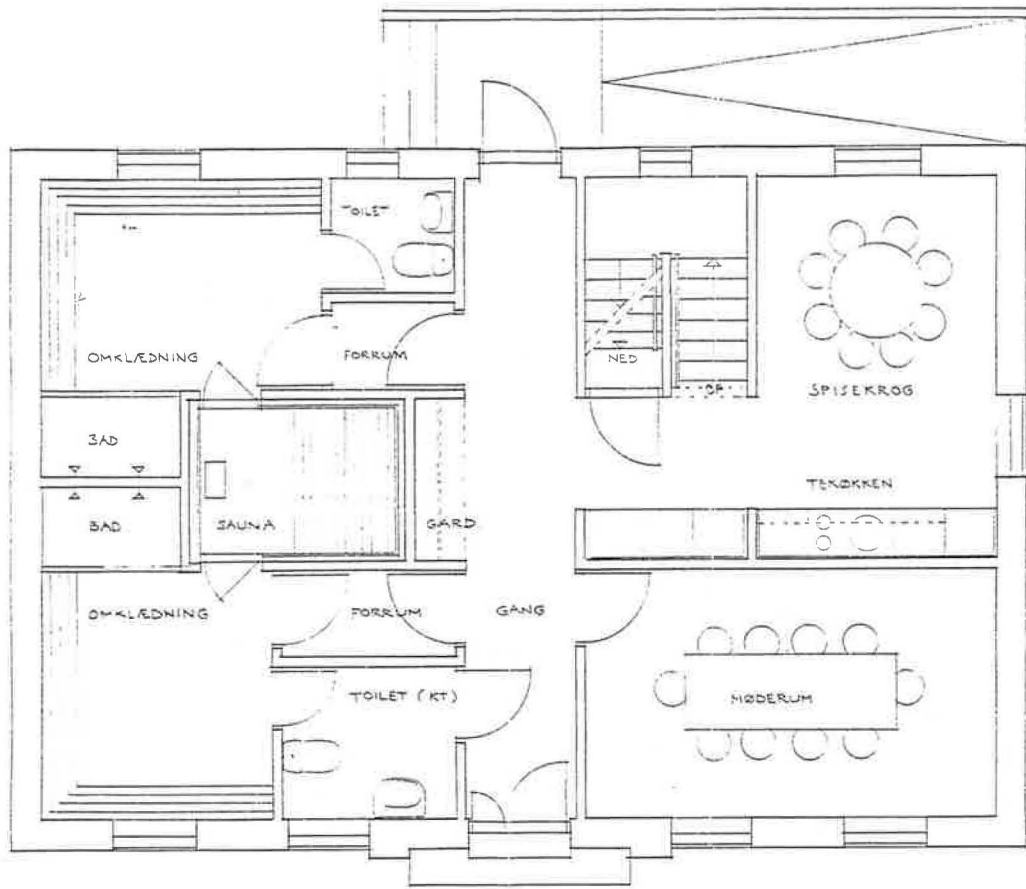 TOILET
OMKLÆDNING
FORRUM
NED
OP
SPISEKROG
BAD
TEKØKKEN
BAD
SAUNA
GARD.
OMKLÆDNING
FORRUM
GANG
TOILET (KT)
MØDERUM